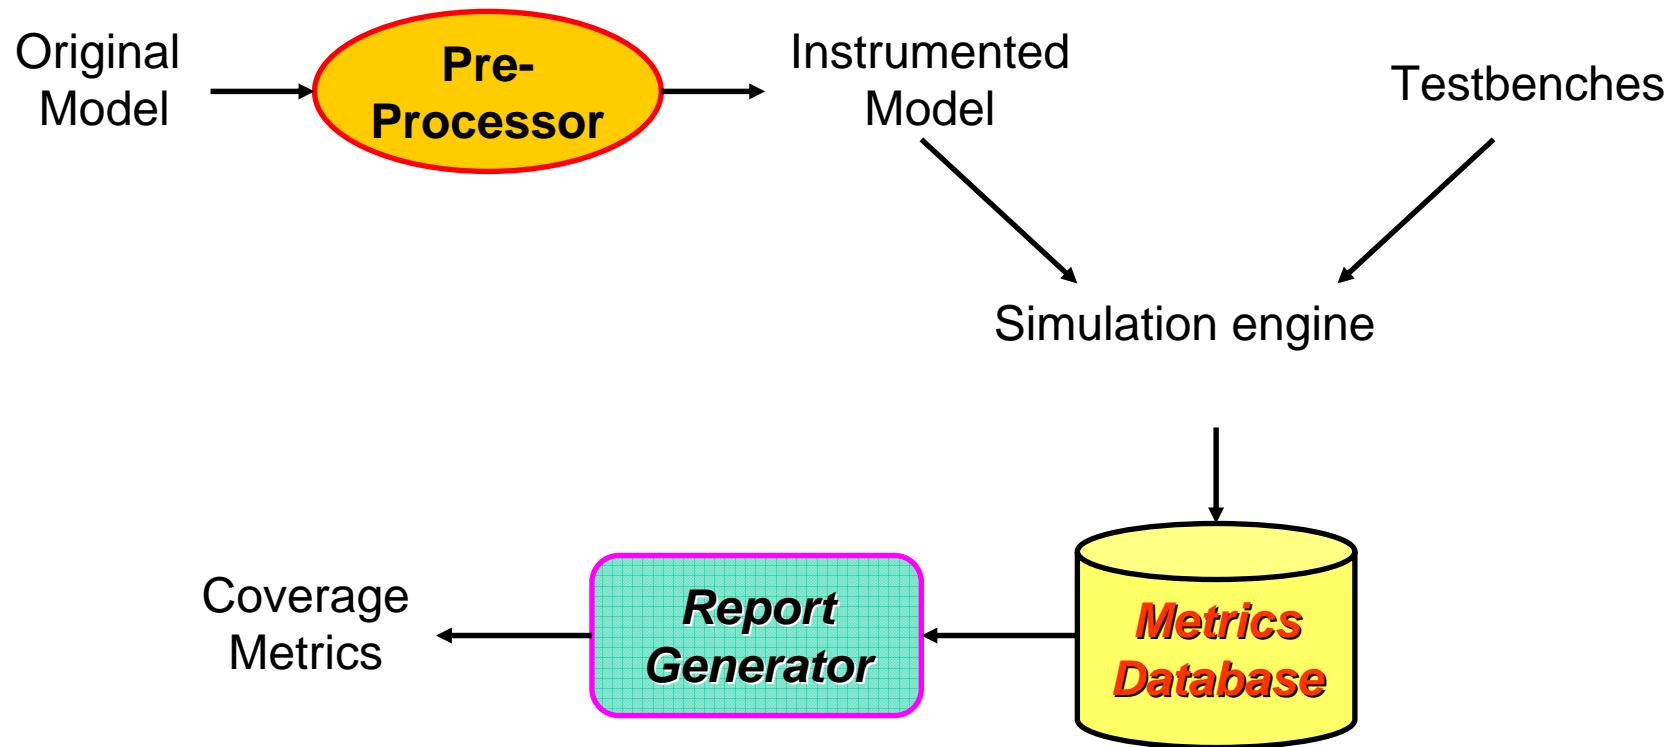 Original
Model
Pre-
Processor
Instrumented
Model
Testbenches
Simulation engine
Coverage
Metrics
Report
Generator
Metrics
Database